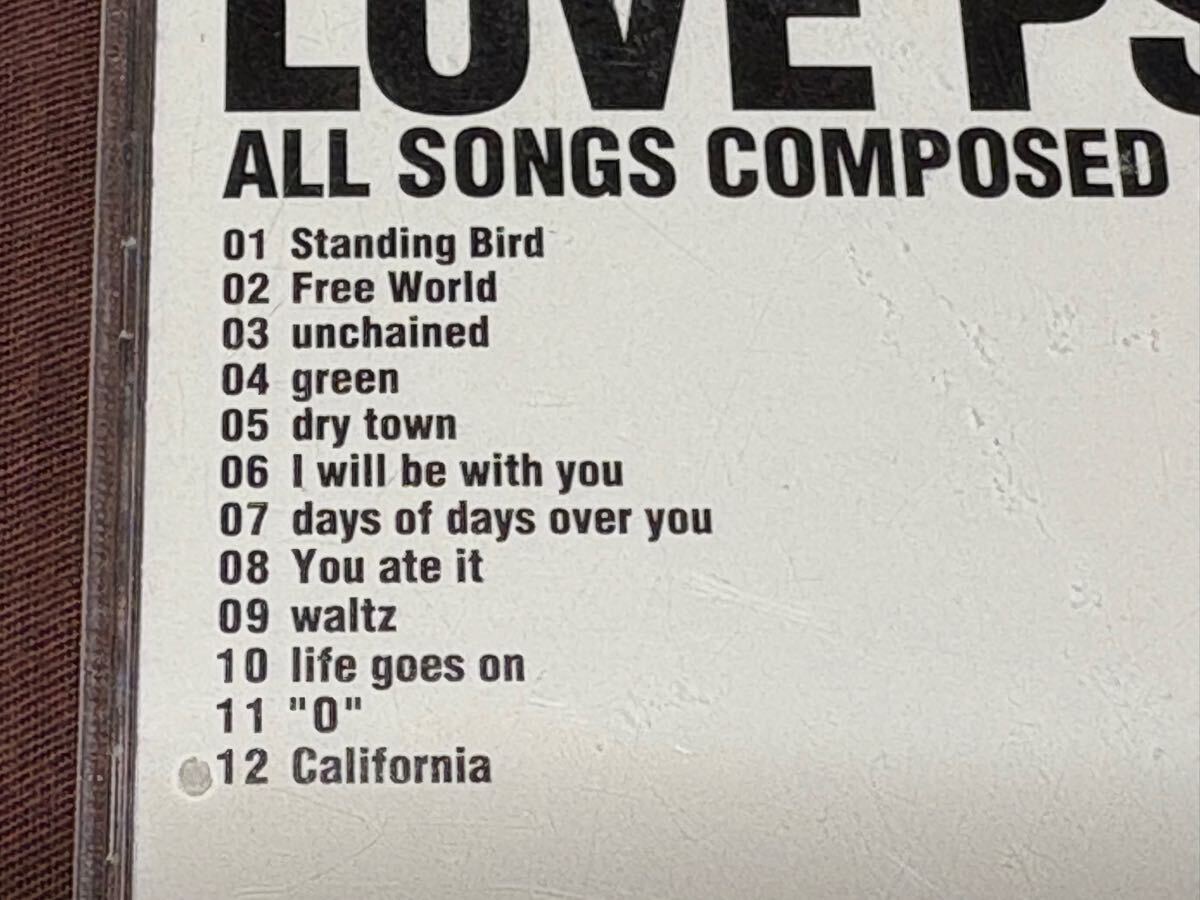 LOVE PS
ALL SONGS COMPOSED
01 Standing Bird
02 Free World
03 unchained
04 green
05 dry town
06 I will be with you
07 days of days over you
08 You ate it
09 waltz
10 life goes on
11 "O"
12 California